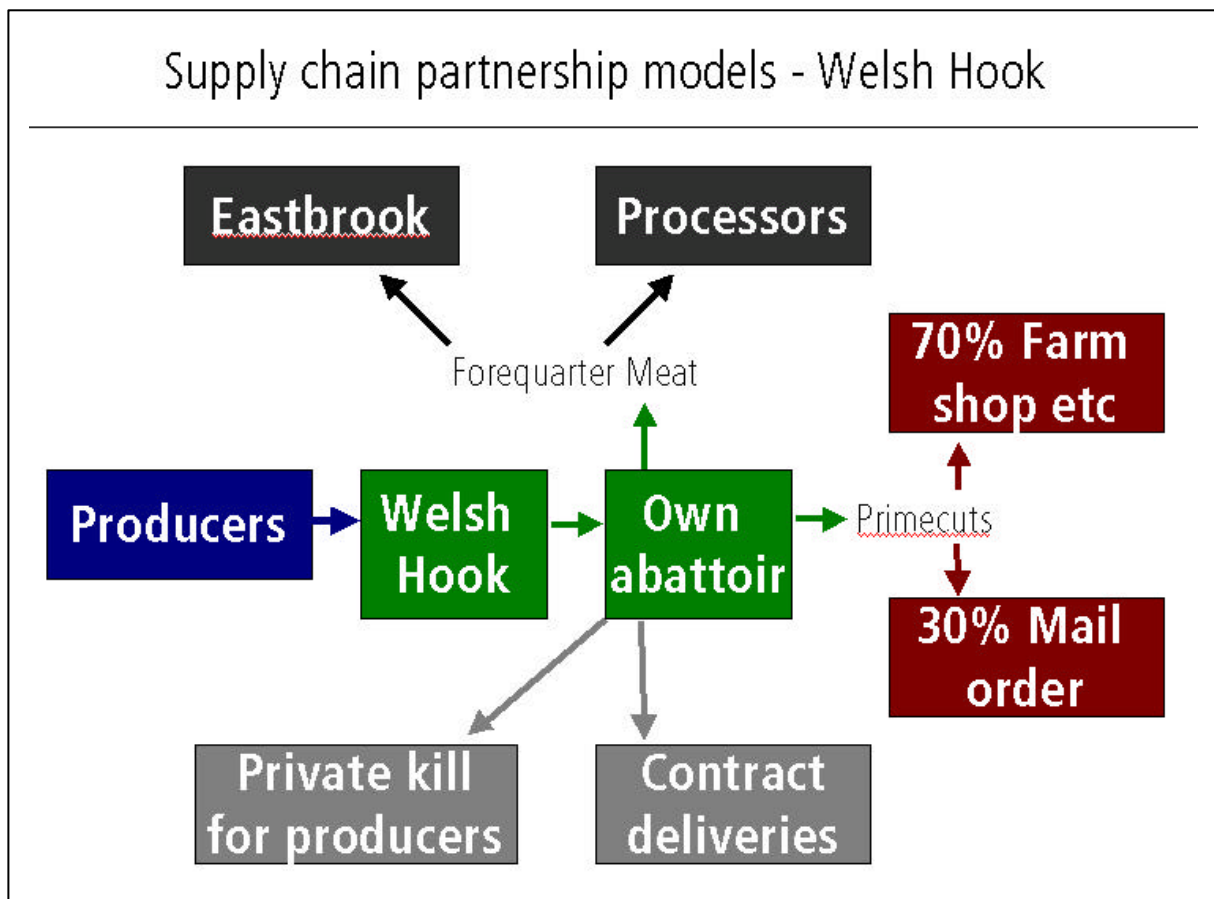 Supply chain partnership models - Welsh Hook
Eastbrook
Processors
Forequarter Meat
70% Farm
shop etc
Producers
Welsh
Hook
Own
abattoir
Primecuts
30% Mail
order
Private kill
for producers
Contract
deliveries